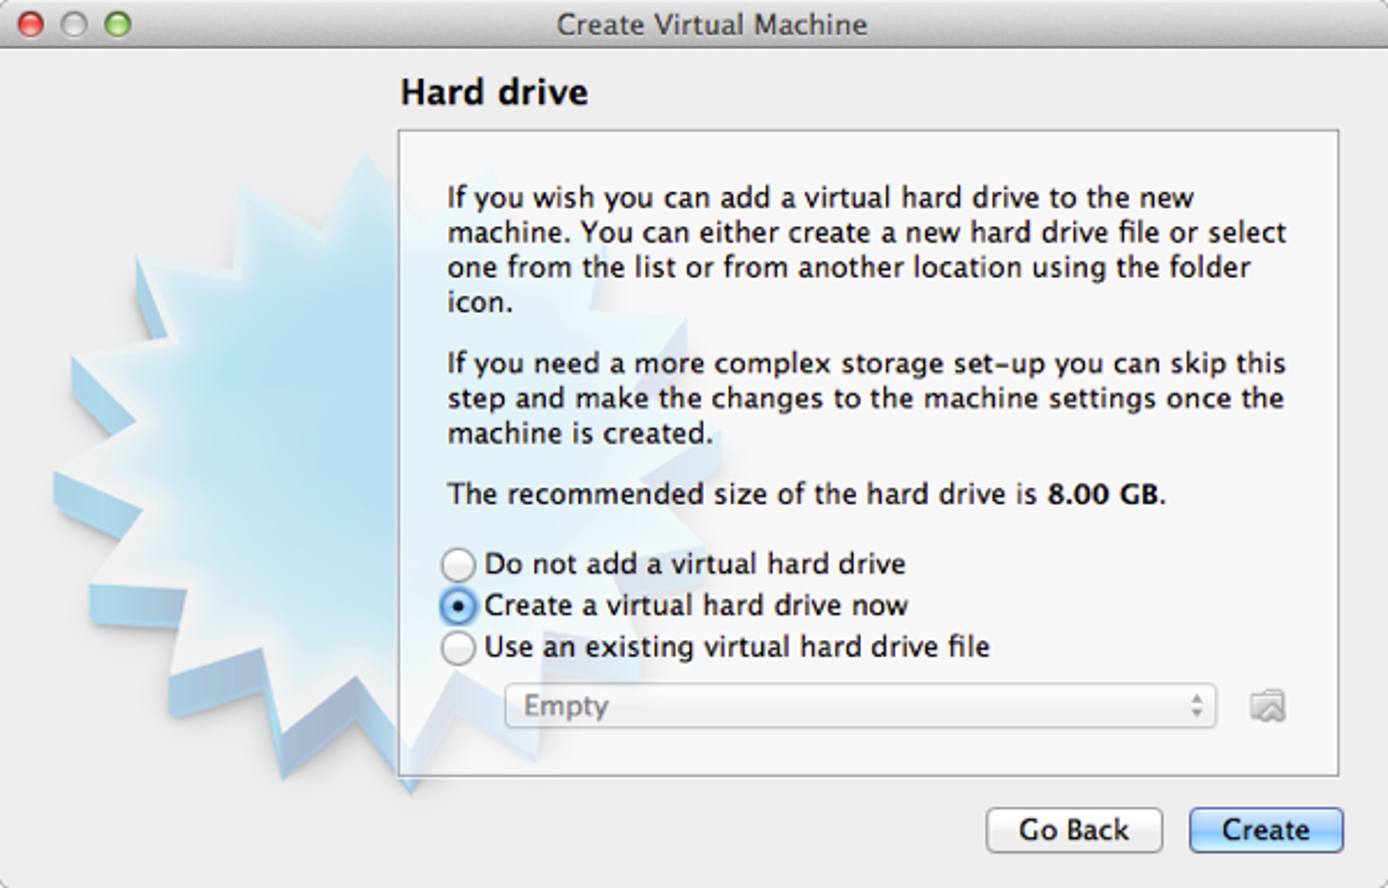 Create Virtual Machine
Hard drive
If you wish you can add a virtual hard drive to the new
machine. You can either create a new hard drive file or select
one from the list or from another location using the folder
icon.
If you need a more complex storage set-up you can skip this
step and make the changes to the machine settings once the
machine is created.
The recommended size of the hard drive is 8.00 GB.
Do not add a virtual hard drive
Create a virtual hard drive now
Use an existing virtual hard drive file
Empty
Go Back
Create